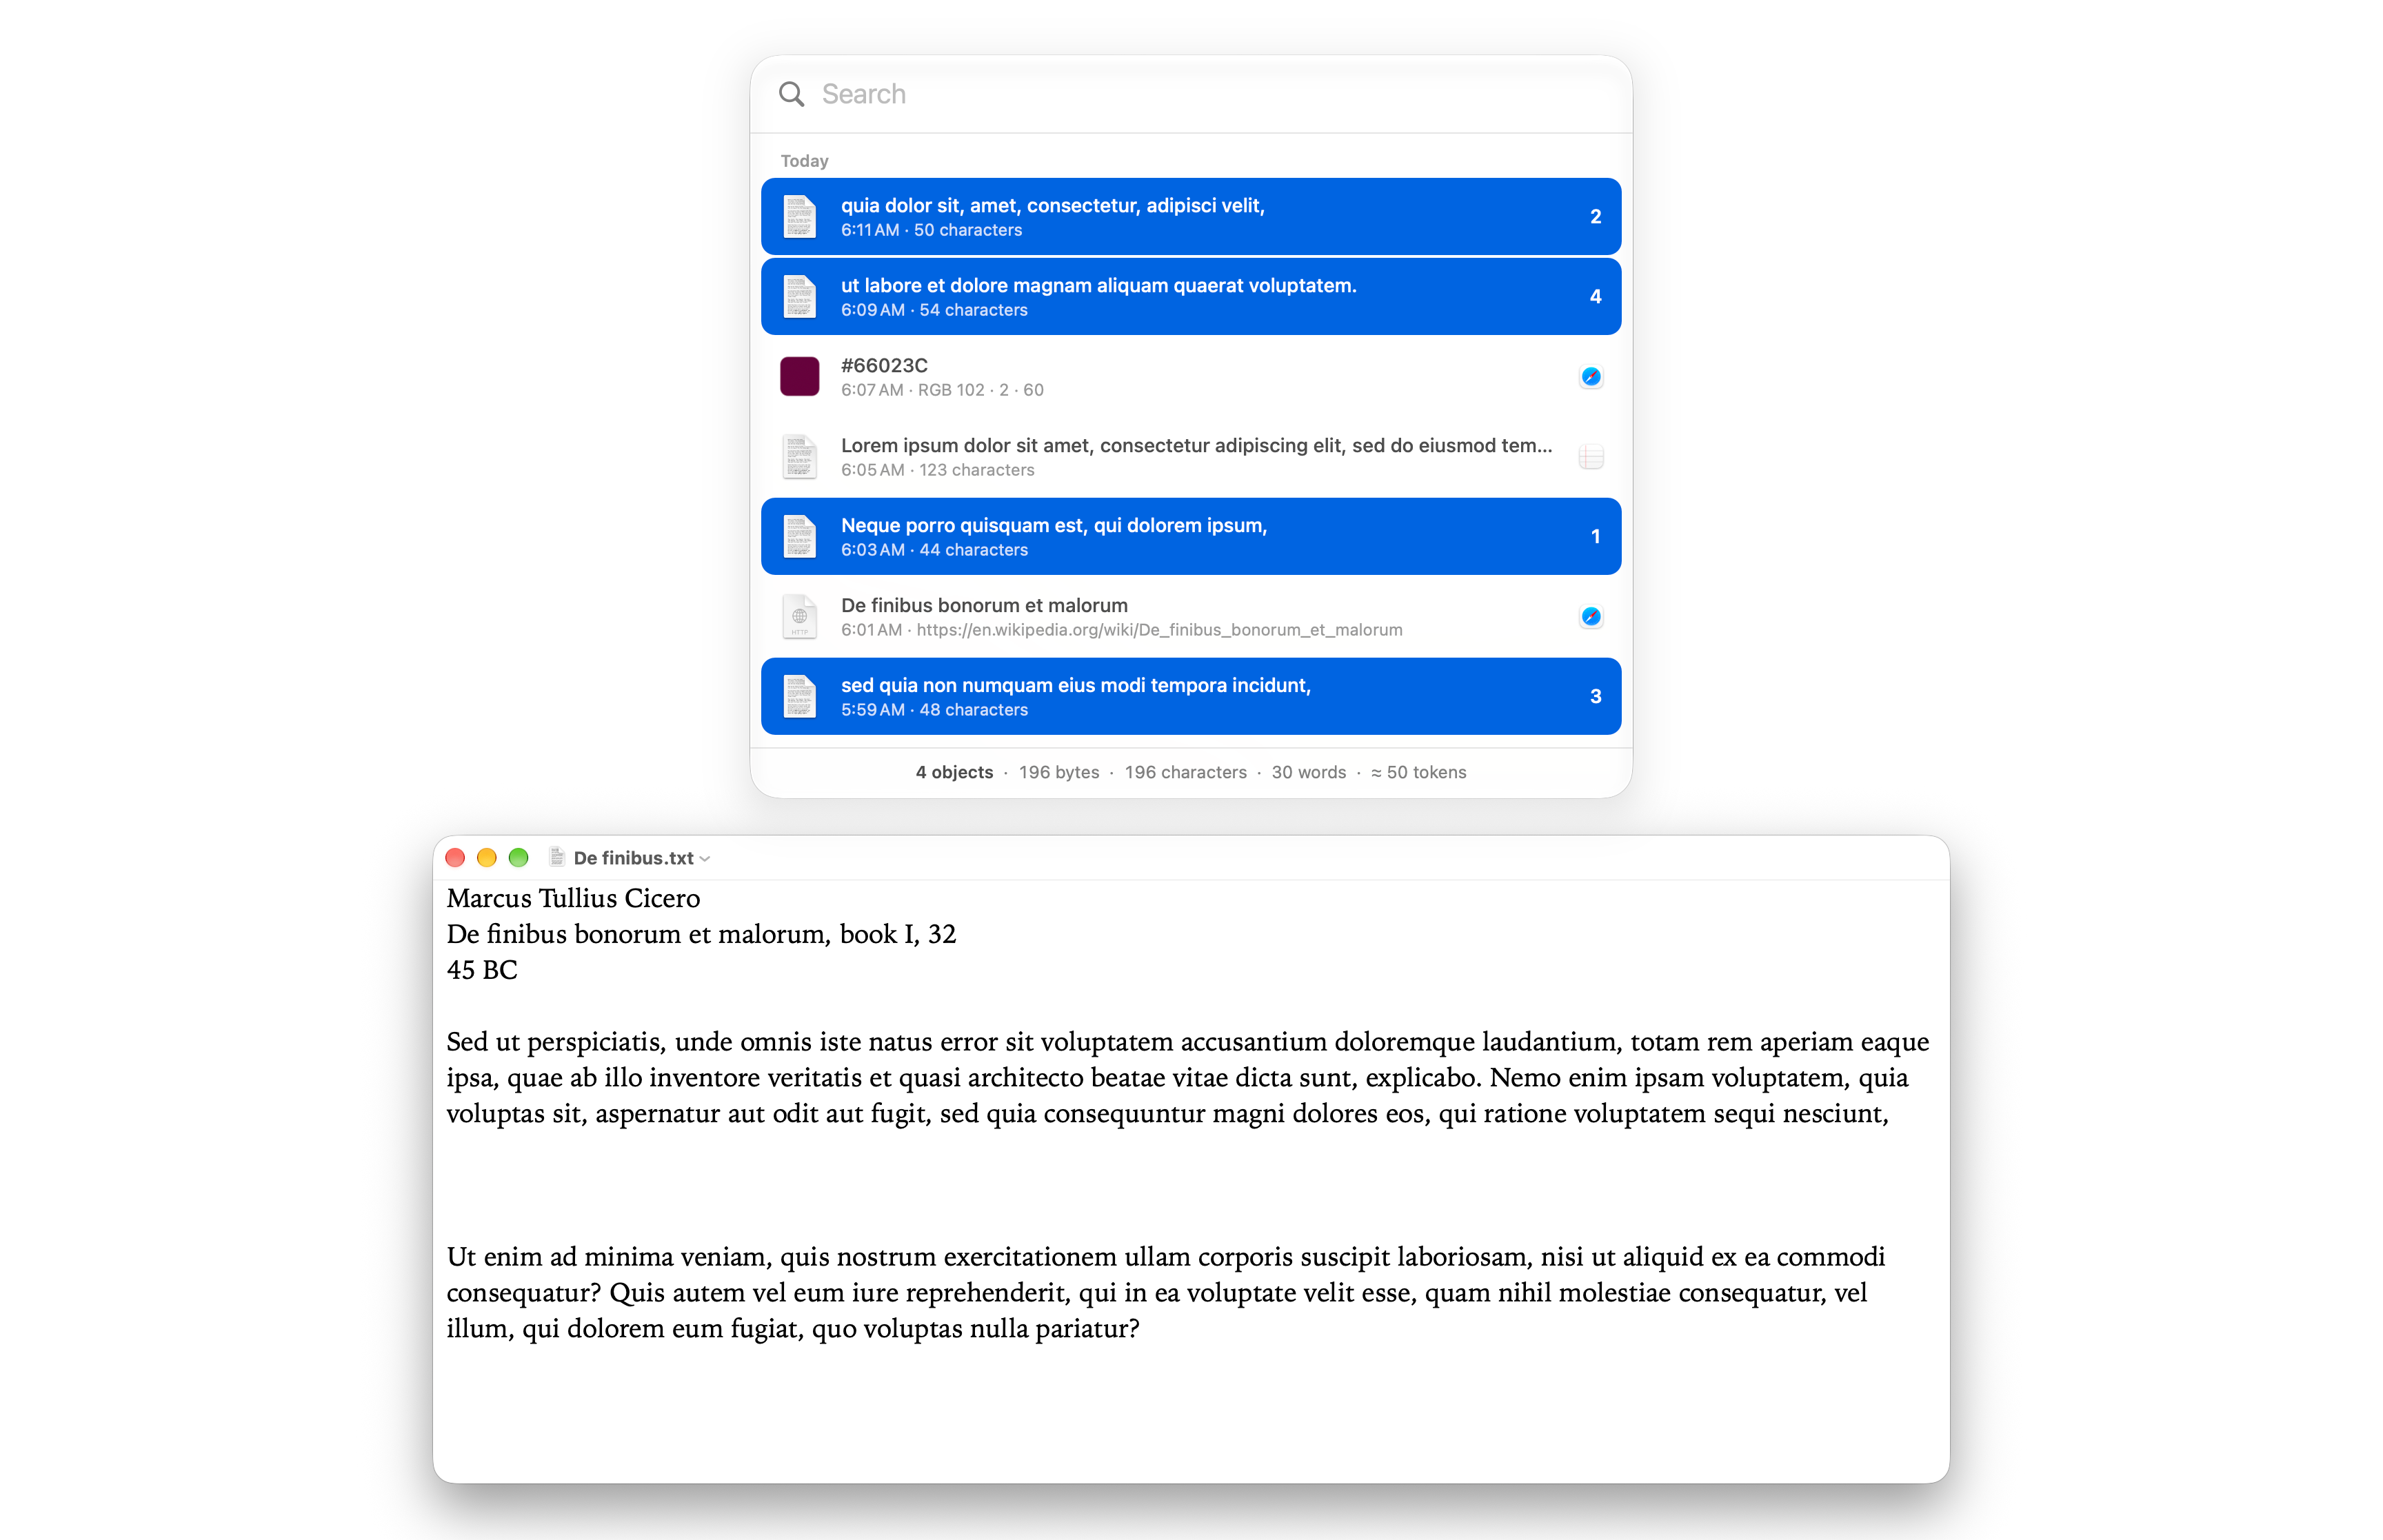 Search
Today
quia dolor sit, amet, consectetur, adipisci velit,
6:11 AM · 50 characters
2
ut labore et dolore magnam aliquam quaerat voluptatem.
6:09 AM · 54 characters
4
#66023C
6:07 AM · RGB 102 · 2 · 60
Lorem ipsum dolor sit amet, consectetur adipiscing elit, sed do eiusmod tem...
6:05 AM · 123 characters
Neque porro quisquam est, qui dolorem ipsum,
6:03 AM · 44 characters
1
De finibus bonorum et malorum
6:01 AM · https://en.wikipedia.org/wiki/De_finibus_bonorum_et_malorum
HTTP
sed quia non numquam eius modi tempora incidunt,
5:59 AM · 48 characters
3
4 objects · 196 bytes · 196 characters · 30 words · ≈ 50 tokens
De finibus.txt
Marcus Tullius Cicero
De finibus bonorum et malorum, book I, 32
45 BC
Sed ut perspiciatis, unde omnis iste natus error sit voluptatem accusantium doloremque laudantium, totam rem aperiam eaque
ipsa, quae ab illo inventore veritatis et quasi architecto beatae vitae dicta sunt, explicabo. Nemo enim ipsam voluptatem, quia
voluptas sit, aspernatur aut odit aut fugit, sed quia consequuntur magni dolores eos, qui ratione voluptatem sequi nesciunt,
Ut enim ad minima veniam, quis nostrum exercitationem ullam corporis suscipit laboriosam, nisi ut aliquid ex ea commodi
consequatur? Quis autem vel eum iure reprehenderit, qui in ea voluptate velit esse, quam nihil molestiae consequatur, vel
illum, qui dolorem eum fugiat, quo voluptas nulla pariatur?